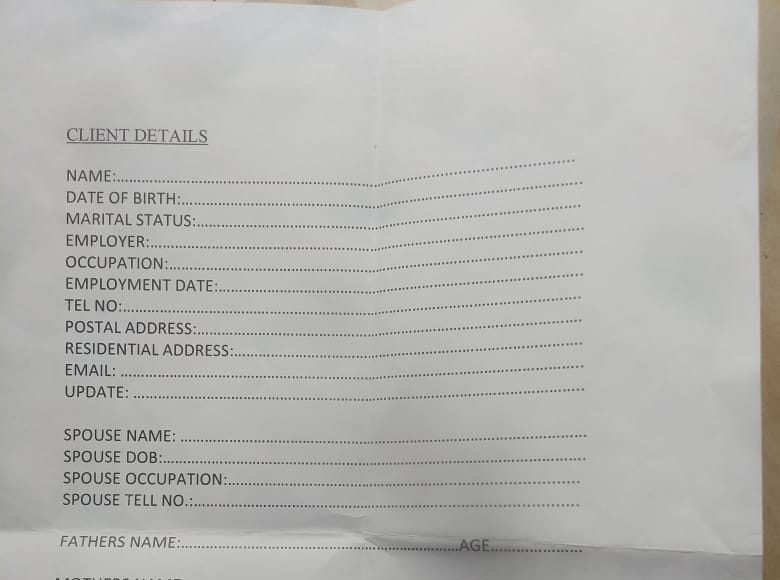 CLIENT DETAILS
NAME:..........................................................................................
DATE OF BIRTH:..........................................................................................
MARITAL STATUS:..........................................................................................
EMPLOYER:..........................................................................................
OCCUPATION:..........................................................................................
EMPLOYMENT DATE:..........................................................................................
TEL NO:..........................................................................................
POSTAL ADDRESS:..........................................................................................
RESIDENTIAL ADDRESS:..........................................................................................
EMAIL: ..........................................................................................
UPDATE: ..........................................................................................
SPOUSE NAME: ..........................................................................................
SPOUSE DOB:..........................................................................................
SPOUSE OCCUPATION:..........................................................................................
SPOUSE TELL NO.:..........................................................................................
FATHERS NAME:..................................................................AGE......................